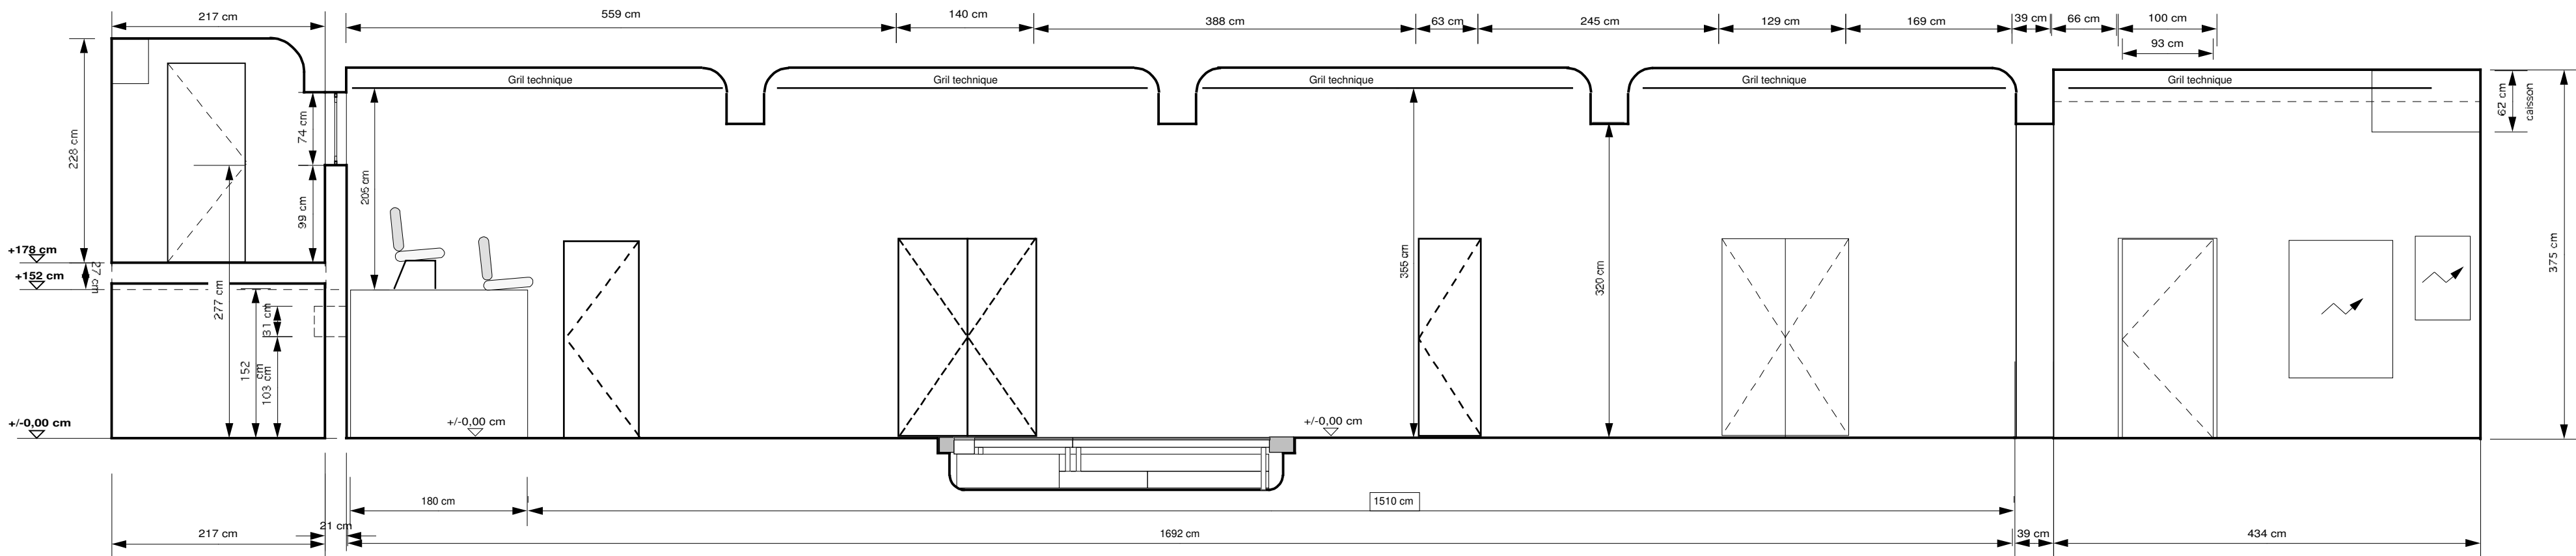 217 cm
559 cm
140 cm
388 cm
63 cm
245 cm
129 cm
169 cm
39 cm
66 cm
100 cm
93 cm
Gril technique
Gril technique
Gril technique
Gril technique
Gril technique
228 cm
74 cm
99 cm
205 cm
355 cm
320 cm
62 cm
caisson
375 cm
+178 cm
27 cm
+152 cm
277 cm
31 cm
152 cm
103 cm
+/-0,00 cm
+/-0,00 cm
+/-0,00 cm
180 cm
1510 cm
217 cm
21 cm
1692 cm
39 cm
434 cm